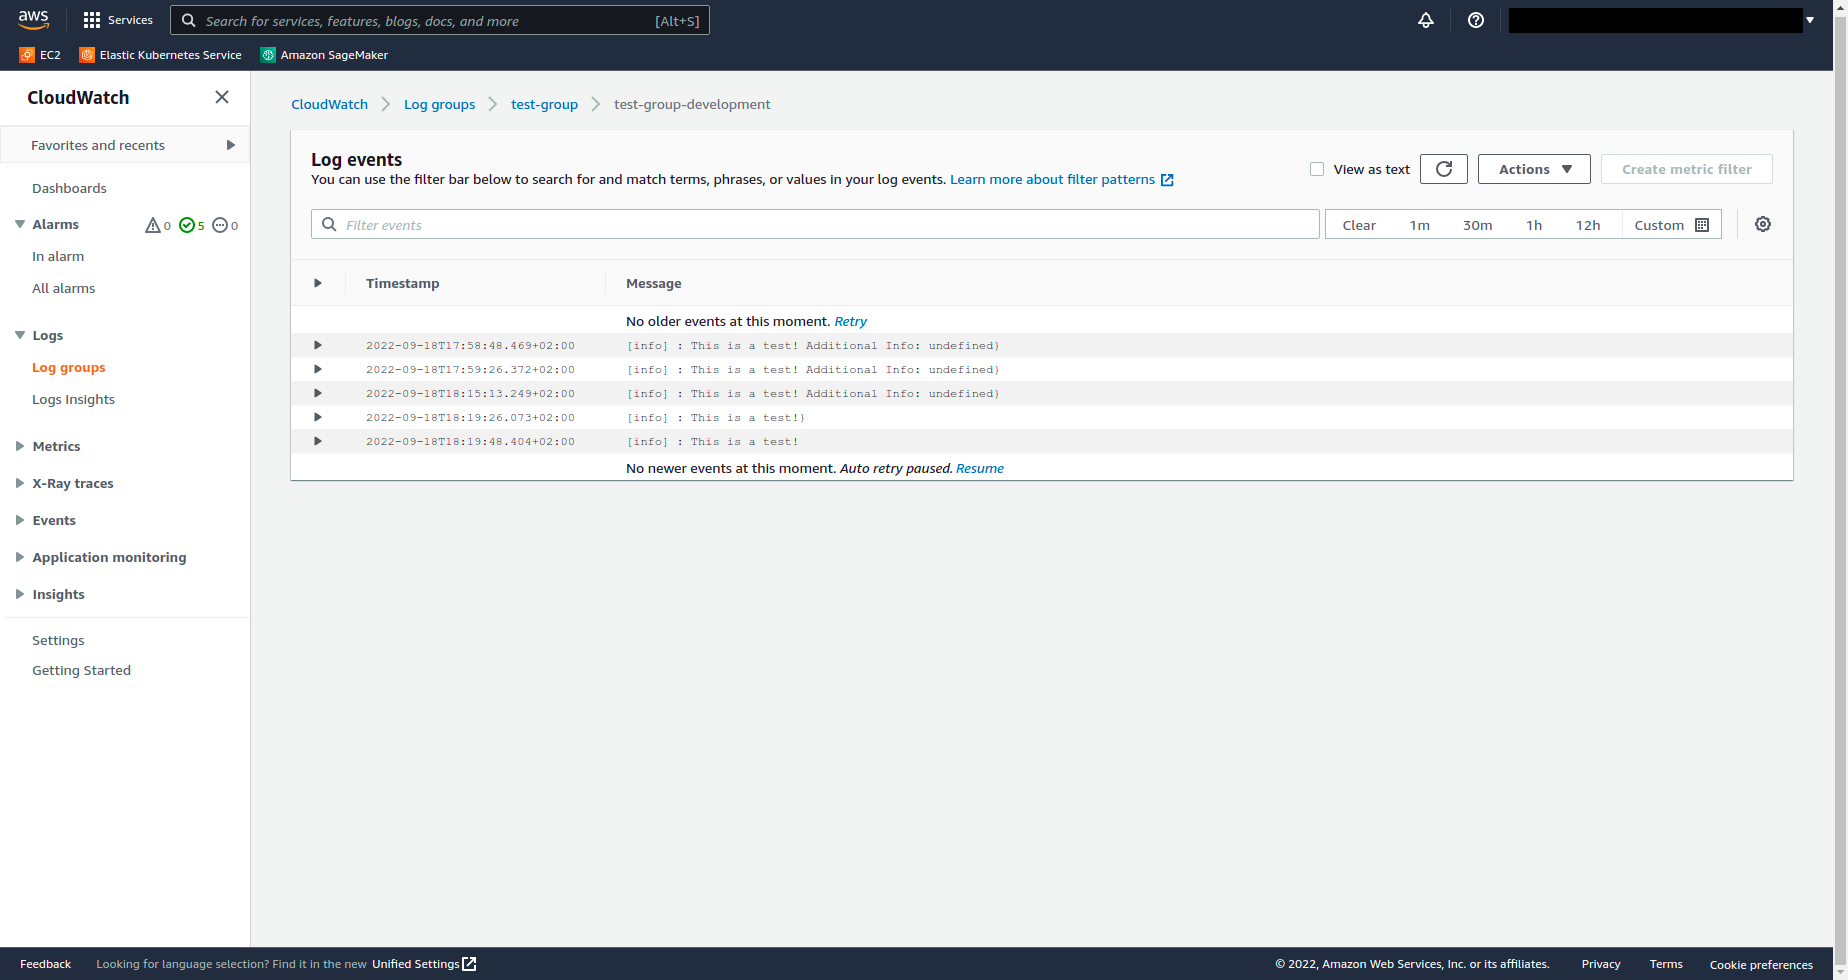 aws Services Search for services, features, blogs, docs, and more [Alt+S]
EC2 Elastic Kubernetes Service Amazon SageMaker
CloudWatch
Favorites and recents
Dashboards
Alarms 0 5 0
In alarm
All alarms
Logs
Log groups
Logs Insights
Metrics
X-Ray traces
Events
Application monitoring
Insights
Settings
Getting Started
CloudWatch Log groups test-group test-group-development
Log events
You can use the filter bar below to search for and match terms, phrases, or values in your log events. Learn more about filter patterns
View as text Actions Create metric filter
Filter events Clear 1m 30m 1h 12h Custom
Timestamp Message
No older events at this moment. Retry
2022-09-18T17:58:48.469+02:00 [info] : This is a test! Additional Info: undefined}
2022-09-18T17:59:26.372+02:00 [info] : This is a test! Additional Info: undefined}
2022-09-18T18:15:13.249+02:00 [info] : This is a test! Additional Info: undefined}
2022-09-18T18:19:26.073+02:00 [info] : This is a test!}
2022-09-18T18:19:48.404+02:00 [info] : This is a test!
No newer events at this moment. Auto retry paused. Resume
Feedback Looking for language selection? Find it in the new Unified Settings © 2022, Amazon Web Services, Inc. or its affiliates. Privacy Terms Cookie preferences